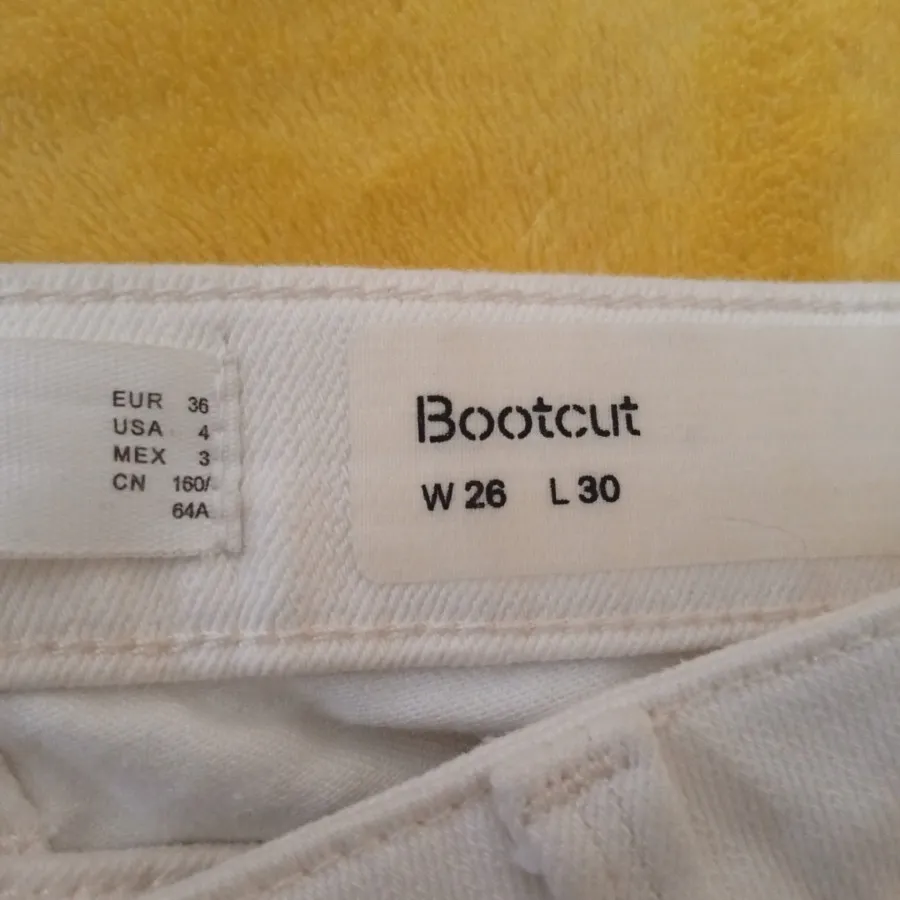 EUR 36
USA 4
MEX 3
CN 160/
64A
Bootcut
W 26 L 30